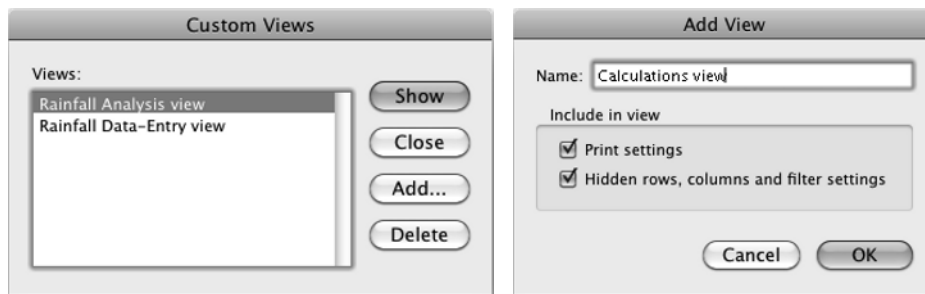 Custom Views
Views:
Rainfall Analysis view
Rainfall Data-Entry view
Show
Close
Add...
Delete
Add View
Name: Calculations view
Include in view
Print settings
Hidden rows, columns and filter settings
Cancel OK